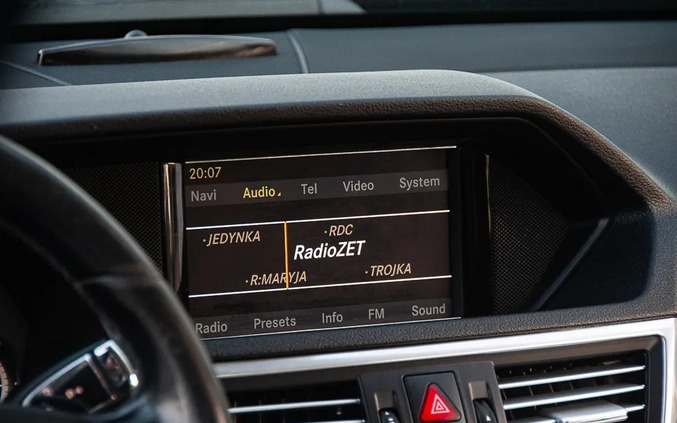 20:07
Navi Audio Tel Video System
·JEDYNKA ·RDC
RadioZET
·R:MARYJA ·TROJKA
Radio Presets Info FM Sound